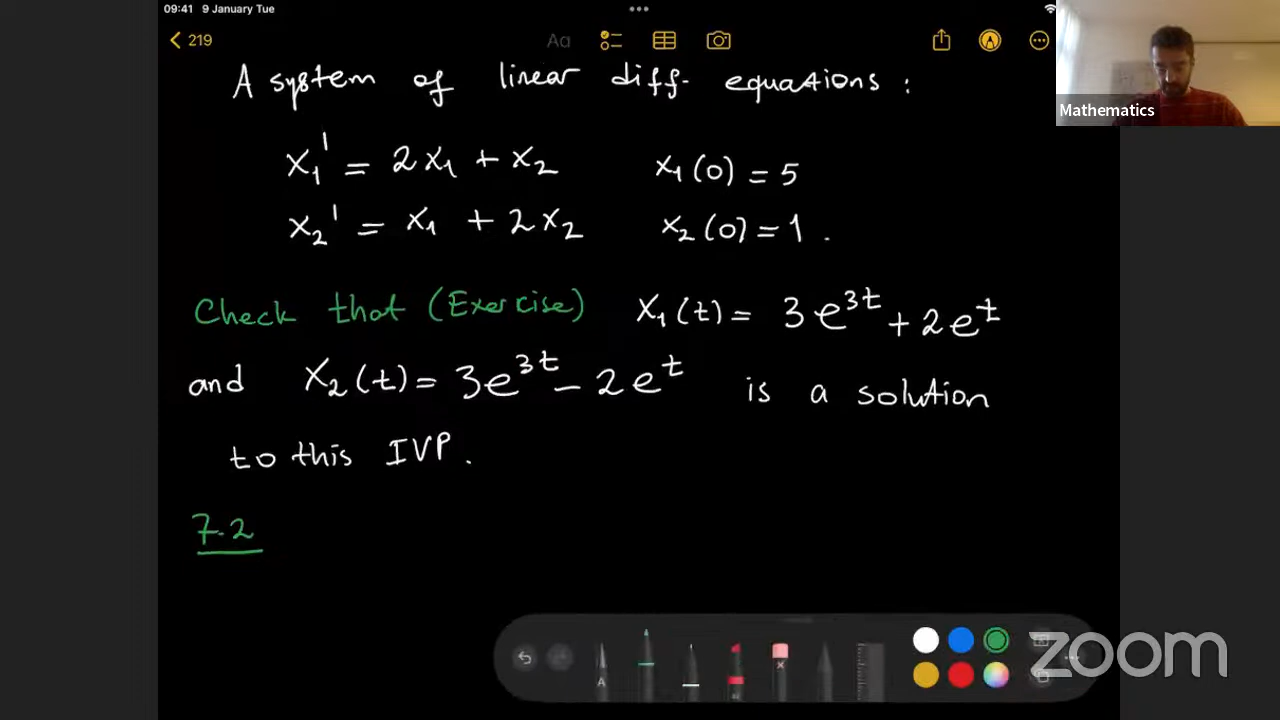 09:41 9 January Tue
219
Aa
A system of linear diff. equations :
x₁' = 2x₁ + x₂ x₁(0) = 5
x₂' = x₁ + 2x₂ x₂(0) = 1 .
Check that (Exercise) x₁(t) = 3e^{3t} + 2e^t
and x₂(t) = 3e^{3t} - 2e^t is a solution
to this IVP.
7.2
Mathematics
A
zoom